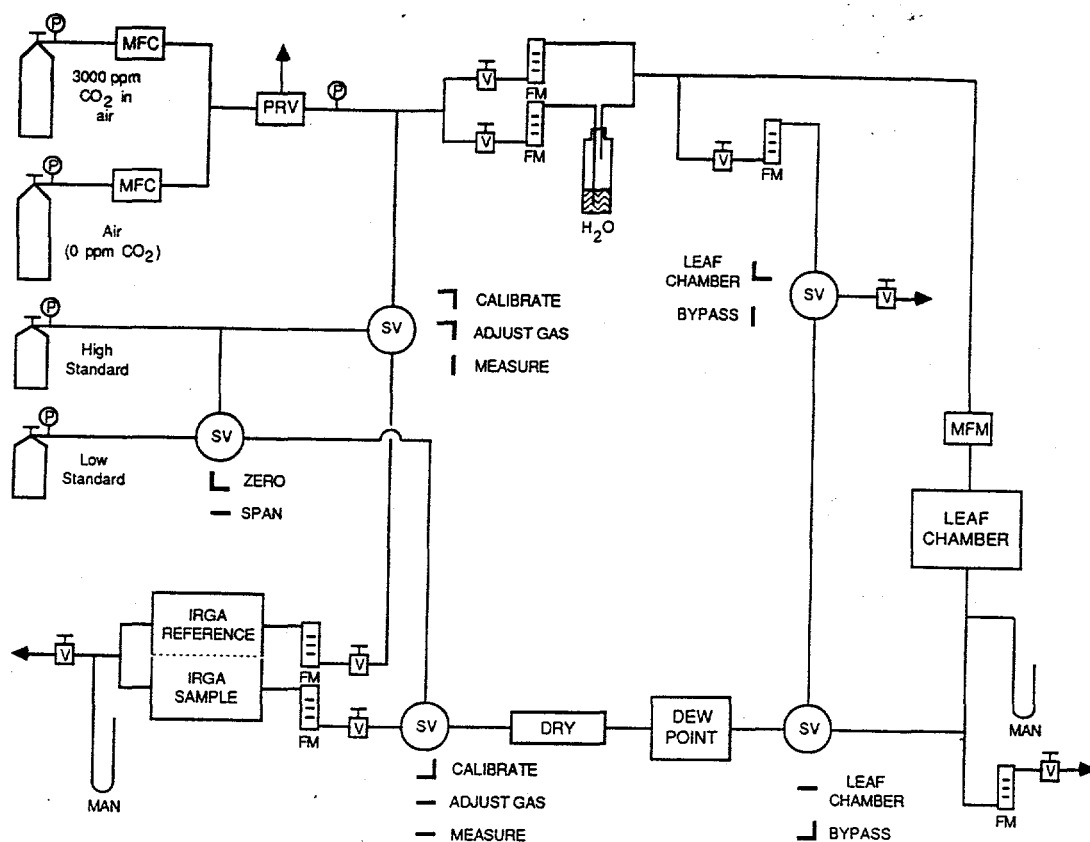 P
MFC
3000 ppm
CO2 in
air
PRV
P
V
FM
V
FM
H2O
V
FM
P
MFC
Air
(0 ppm CO2)
LEAF
CHAMBER
BYPASS
SV
V
P
High
Standard
SV
CALIBRATE
ADJUST GAS
MEASURE
P
Low
Standard
SV
ZERO
SPAN
MFM
LEAF
CHAMBER
IRGA
REFERENCE
IRGA
SAMPLE
V
MAN
FM
V
FM
V
SV
CALIBRATE
ADJUST GAS
MEASURE
DRY
DEW
POINT
SV
LEAF
CHAMBER
BYPASS
MAN
FM
V